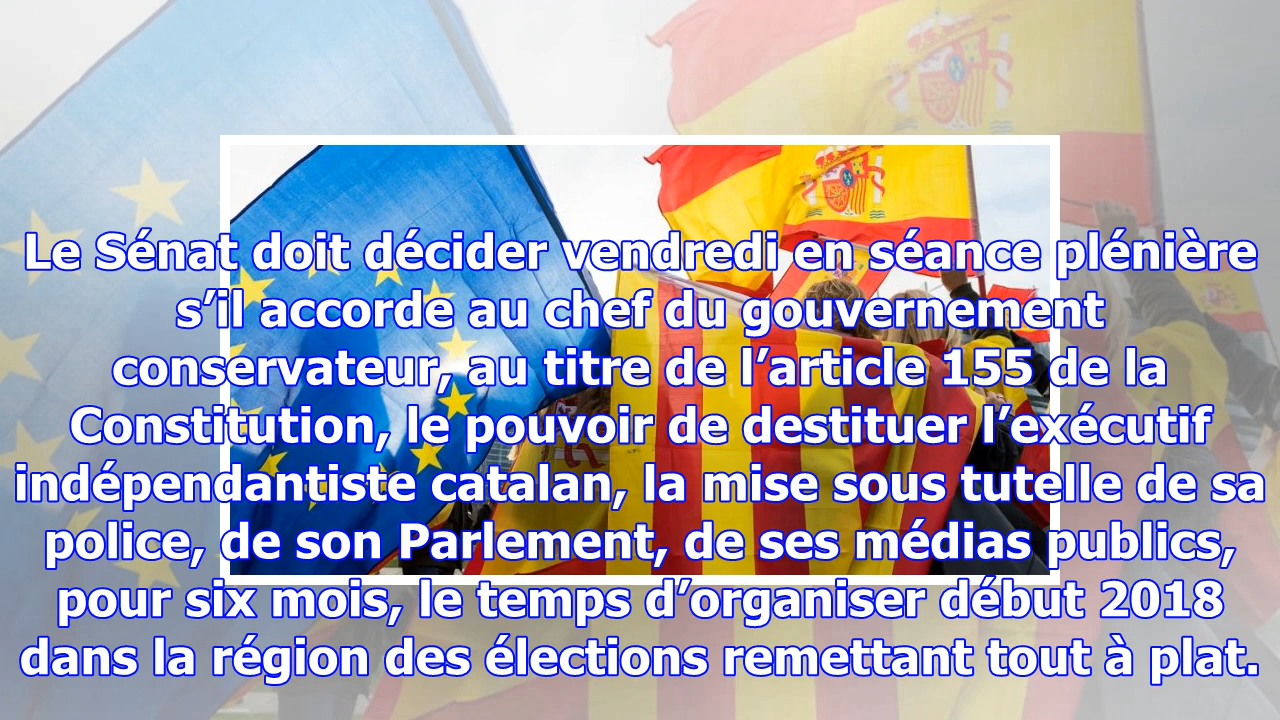 Le Sénat doit décider vendredi en séance plénière
s’il accorde au chef du gouvernement
conservateur, au titre de l’article 155 de la
Constitution, le pouvoir de destituer l’exécutif
indépendantiste catalan, la mise sous tutelle de sa
police, de son Parlement, de ses médias publics,
pour six mois, le temps d’organiser début 2018
dans la région des élections remettant tout à plat.